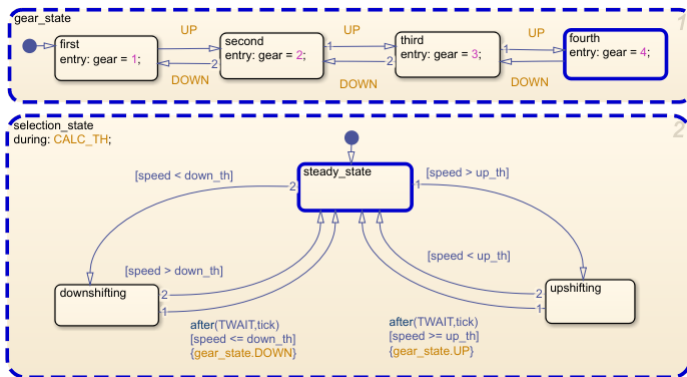 gear_state
1
UP
UP
UP
first
entry: gear = 1;
second
entry: gear = 2;
third
entry: gear = 3;
fourth
entry: gear = 4;
1
1
2
2
DOWN
DOWN
DOWN
selection_state
during: CALC_TH;
2
steady_state
[speed < down_th]
2
1
[speed > up_th]
[speed > down_th]
[speed < up_th]
downshifting
2
1
upshifting
2
1
after(TWAIT,tick)
[speed <= down_th]
{gear_state.DOWN}
after(TWAIT,tick)
[speed >= up_th]
{gear_state.UP}